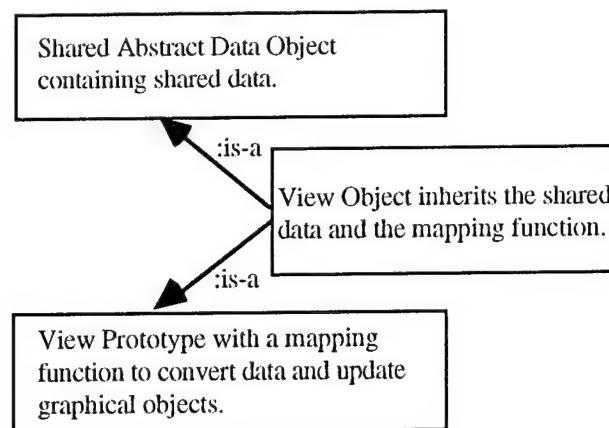 Shared Abstract Data Object
containing shared data.
:is-a
View Object inherits the shared
data and the mapping function.
:is-a
View Prototype with a mapping
function to convert data and update
graphical objects.